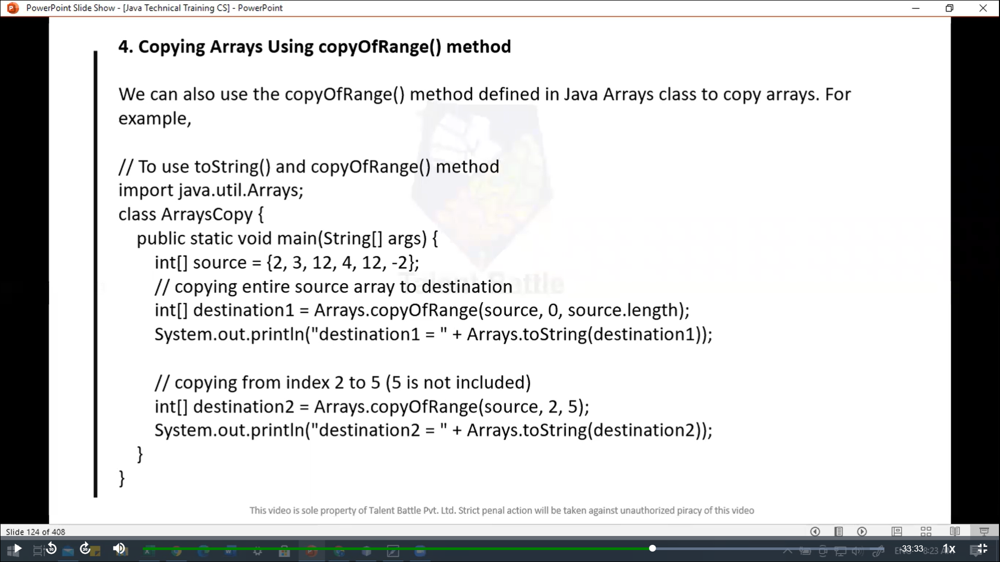 PowerPoint Slide Show - [Java Technical Training CS] - PowerPoint
4. Copying Arrays Using copyOfRange() method
We can also use the copyOfRange() method defined in Java Arrays class to copy arrays. For
example,
// To use toString() and copyOfRange() method
import java.util.Arrays;
class ArraysCopy {
public static void main(String[] args) {
int[] source = {2, 3, 12, 4, 12, -2};
// copying entire source array to destination
int[] destination1 = Arrays.copyOfRange(source, 0, source.length);
System.out.println("destination1 = " + Arrays.toString(destination1));
// copying from index 2 to 5 (5 is not included)
int[] destination2 = Arrays.copyOfRange(source, 2, 5);
System.out.println("destination2 = " + Arrays.toString(destination2));
}
}
Talent Battle
This video is sole property of Talent Battle Pvt. Ltd. Strict penal action will be taken against unauthorized piracy of this video
Slide 124 of 408
10 30 -33:33 1x